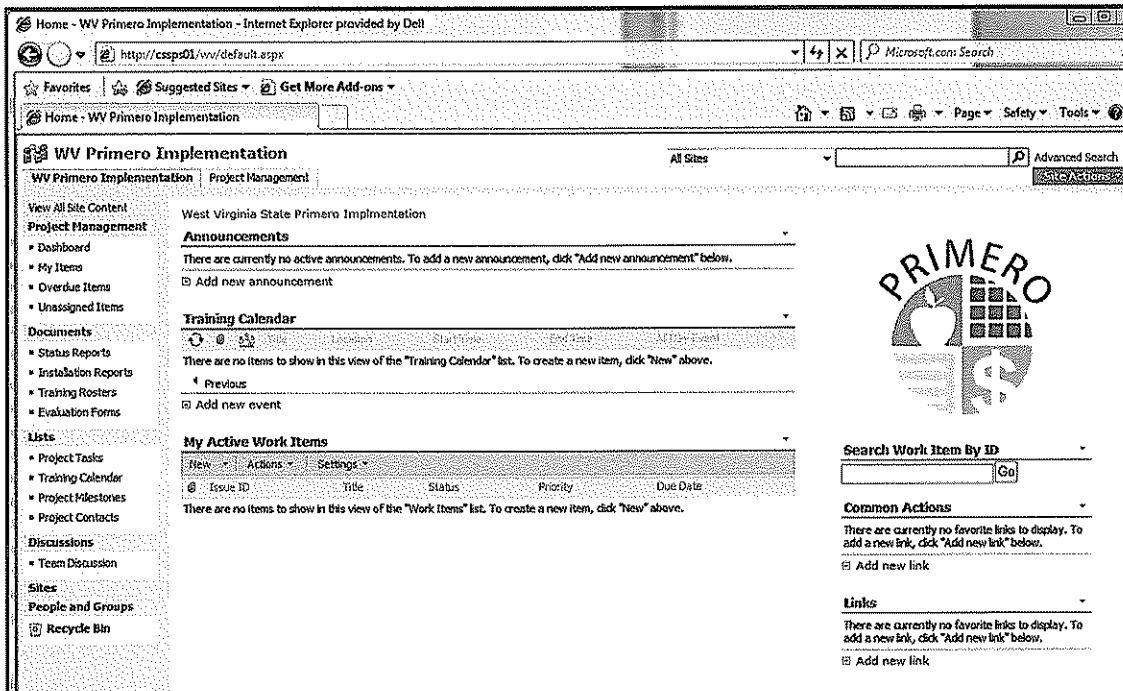 Home - WV Primero Implementation - Internet Explorer provided by Dell
http://cssps01/wv/default.aspx
Microsoft.com Search
Favorites Suggested Sites Get More Add-ons
Home - WV Primero Implementation
Page Safety Tools
WV Primero Implementation
All Sites
Advanced Search
WV Primero Implementation Project Management
Site Actions
View All Site Content
Project Management
Dashboard
My Items
Overdue Items
Unassigned Items
Documents
Status Reports
Installation Reports
Training Rosters
Evaluation Forms
Lists
Project Tasks
Training Calendar
Project Milestones
Project Contacts
Discussions
Team Discussion
Sites
People and Groups
Recycle Bin
West Virginia State Primero Implmentation
Announcements
There are currently no active announcements. To add a new announcement, click "Add new announcement" below.
Add new announcement
Training Calendar
Title Location Start Time End Time All Day Event
There are no items to show in this view of the "Training Calendar" list. To create a new item, click "New" above.
Previous
Add new event
My Active Work Items
New Actions Settings
Issue ID Title Status Priority Due Date
There are no items to show in this view of the "Work Items" list. To create a new item, click "New" above.
PRIMERO
$
Search Work Item By ID
Go
Common Actions
There are currently no favorite links to display. To
add a new link, click "Add new link" below.
Add new link
Links
There are currently no favorite links to display. To
add a new link, click "Add new link" below.
Add new link